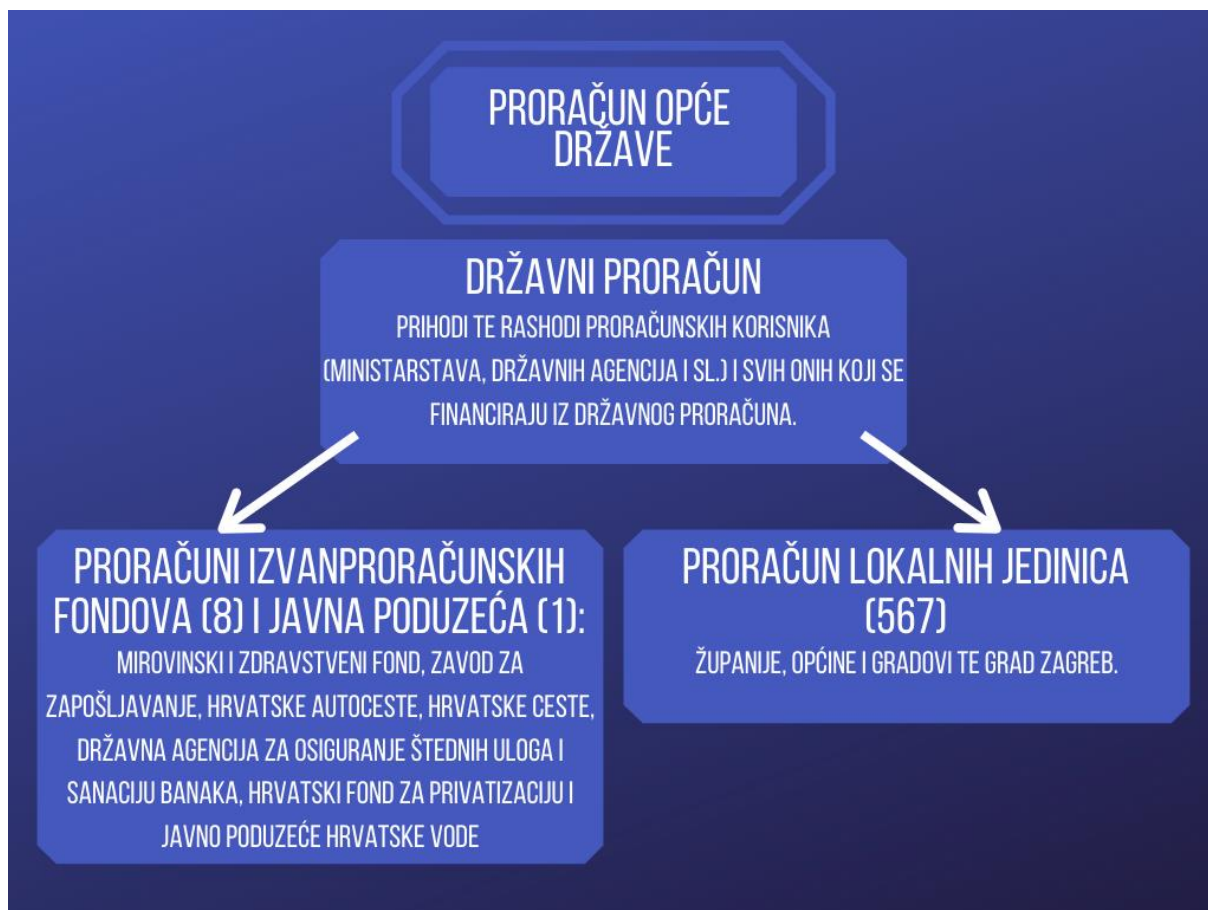 PRORAČUN OPĆE
DRŽAVE
DRŽAVNI PRORAČUN
PRIHODI TE RASHODI PRORAČUNSKIH KORISNIKA
(MINISTARSTAVA, DRŽAVNIH AGENCIJA I SL.) I SVIH ONIH KOJI SE
FINANCIRAJU IZ DRŽAVNOG PRORAČUNA.
PRORAČUNI IZVANPRORAČUNSKIH
FONDOVA (8) I JAVNA PODUZEĆA (1):
MIROVINSKI I ZDRAVSTVENI FOND, ZAVOD ZA
ZAPOŠLJAVANJE, HRVATSKE AUTOCESTE, HRVATSKE CESTE,
DRŽAVNA AGENCIJA ZA OSIGURANJE ŠTEDNIH ULOGA I
SANACIJU BANAKA, HRVATSKI FOND ZA PRIVATIZACIJU I
JAVNO PODUZEĆE HRVATSKE VODE
PRORAČUN LOKALNIH JEDINICA
(567)
ŽUPANIJE, OPĆINE I GRADOVI TE GRAD ZAGREB.